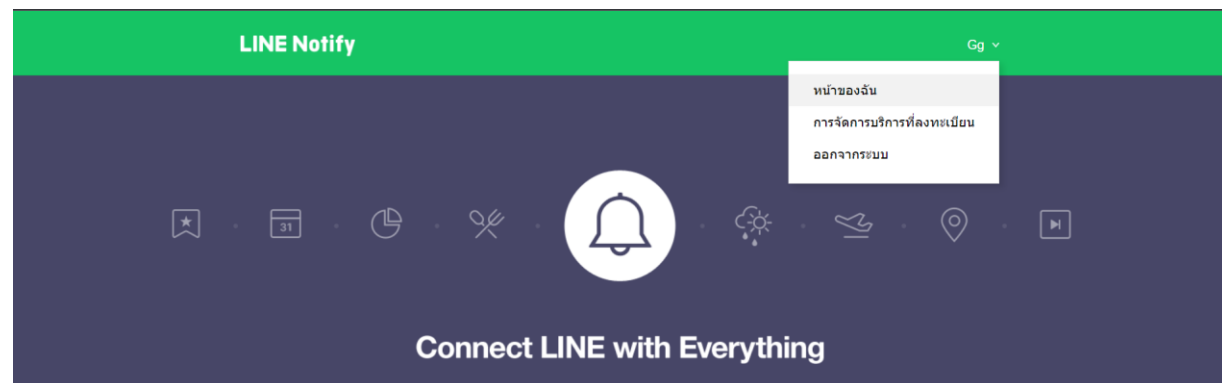 LINE Notify
Gg
หน้าของฉัน
การจัดการบริการที่ลงทะเบียน
ออกจากระบบ
31
Connect LINE with Everything